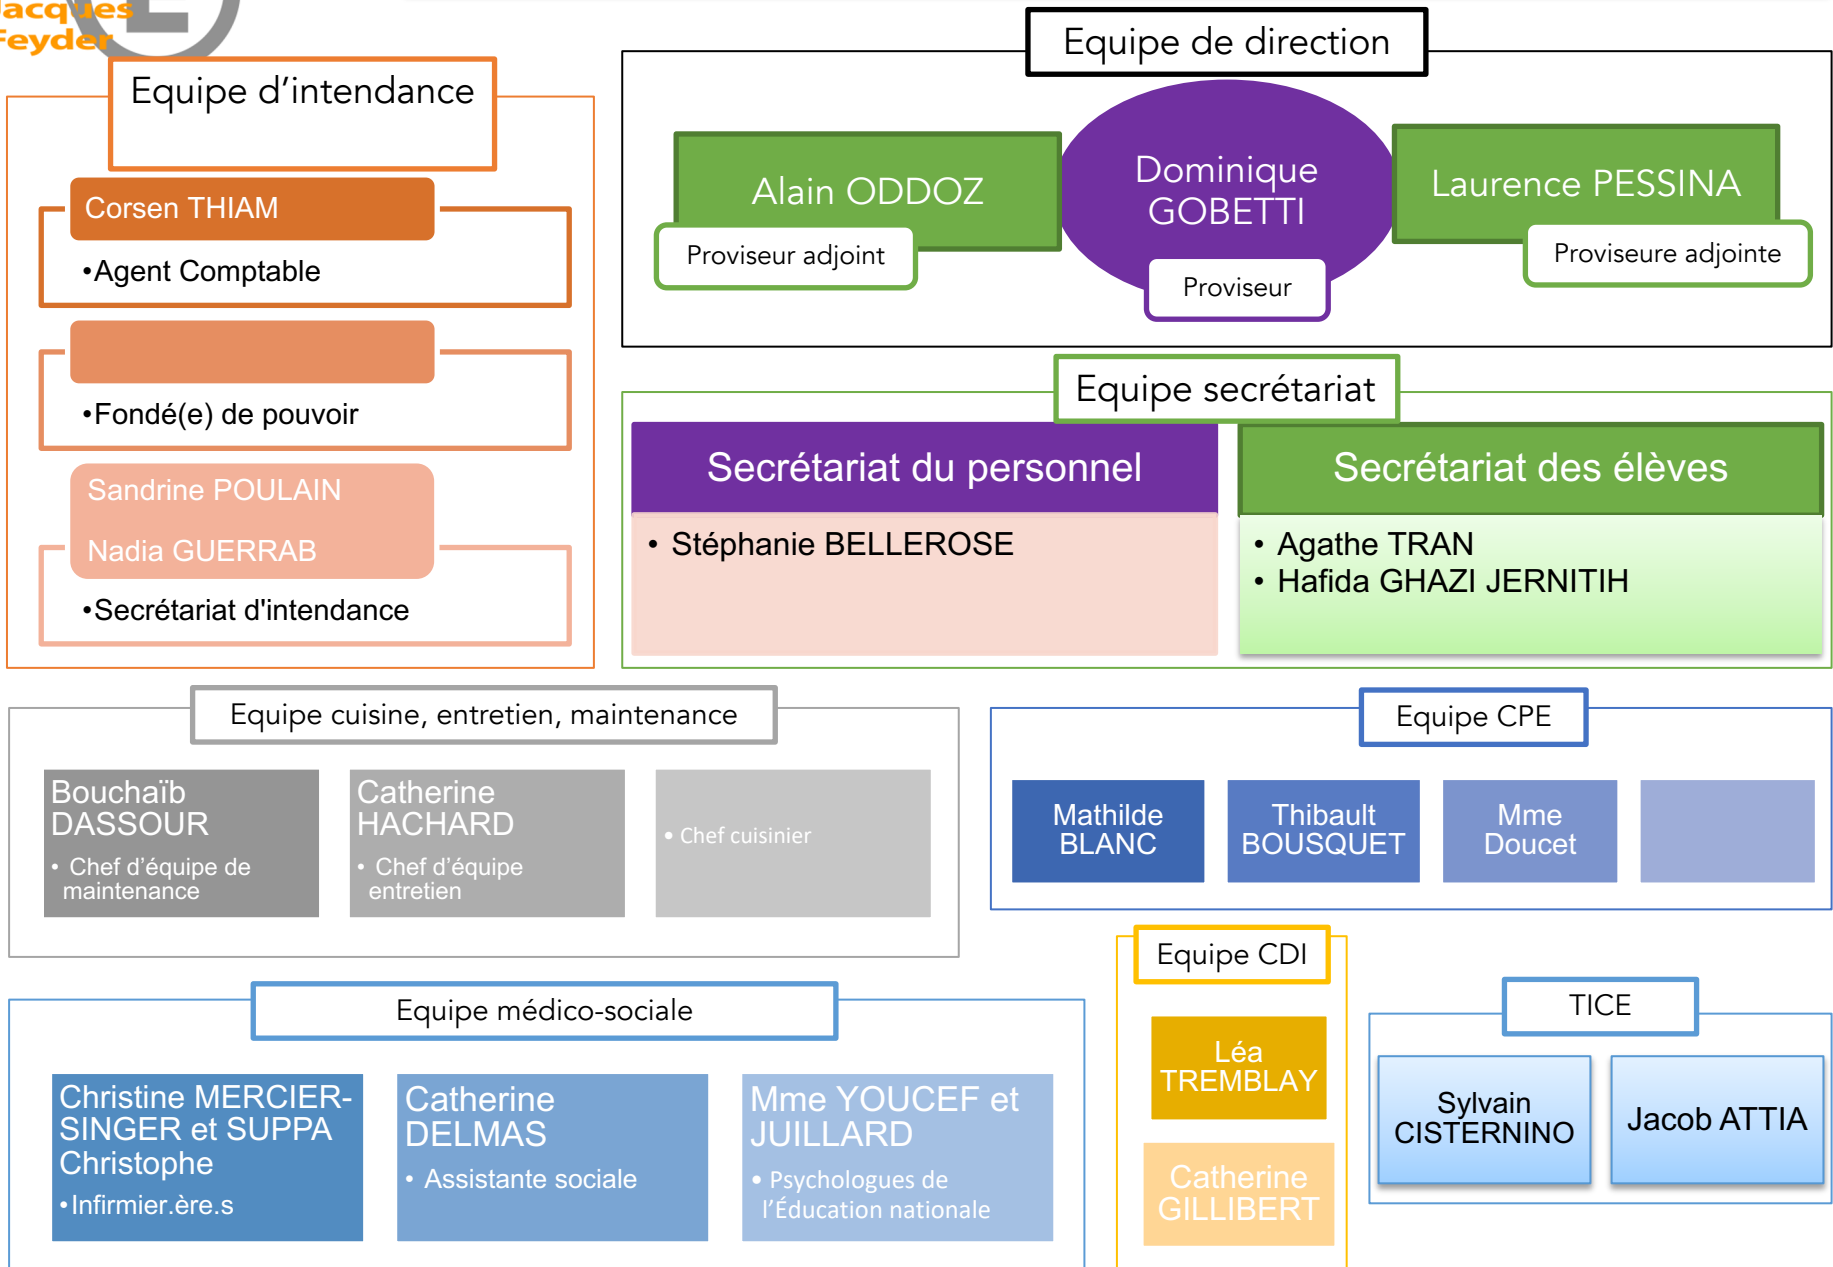 Jacques
Feyder
Equipe d'intendance
Corsen THIAM
•Agent Comptable
•Fondé(e) de pouvoir
Sandrine POULAIN
Nadia GUERRAB
•Secrétariat d'intendance
Equipe de direction
Alain ODDOZ
Proviseur adjoint
Dominique
GOBETTI
Proviseur
Laurence PESSINA
Proviseure adjointe
Equipe secrétariat
Secrétariat du personnel
• Stéphanie BELLEROSE
Secrétariat des élèves
• Agathe TRAN
• Hafida GHAZI JERNITIH
Equipe cuisine, entretien, maintenance
Bouchaïb
DASSOUR
• Chef d'équipe de
maintenance
Catherine
HACHARD
• Chef d'équipe
entretien
• Chef cuisinier
Equipe CPE
Mathilde
BLANC
Thibault
BOUSQUET
Mme
Doucet
Equipe médico-sociale
Christine MERCIER-
SINGER et SUPPA
Christophe
•Infirmier.ère.s
Catherine
DELMAS
• Assistante sociale
Mme YOUCEF et
JUILLARD
• Psychologues de
l'Éducation nationale
Equipe CDI
Léa
TREMBLAY
Catherine
GILLIBERT
TICE
Sylvain
CISTERNINO
Jacob ATTIA